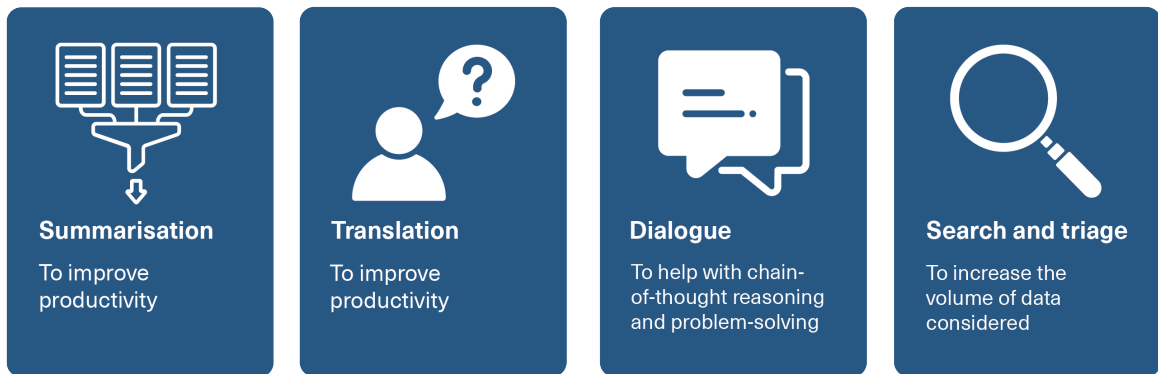 ?
Summarisation
To improve
productivity
Translation
To improve
productivity
Dialogue
To help with chain-
of-thought reasoning
and problem-solving
Search and triage
To increase the
volume of data
considered